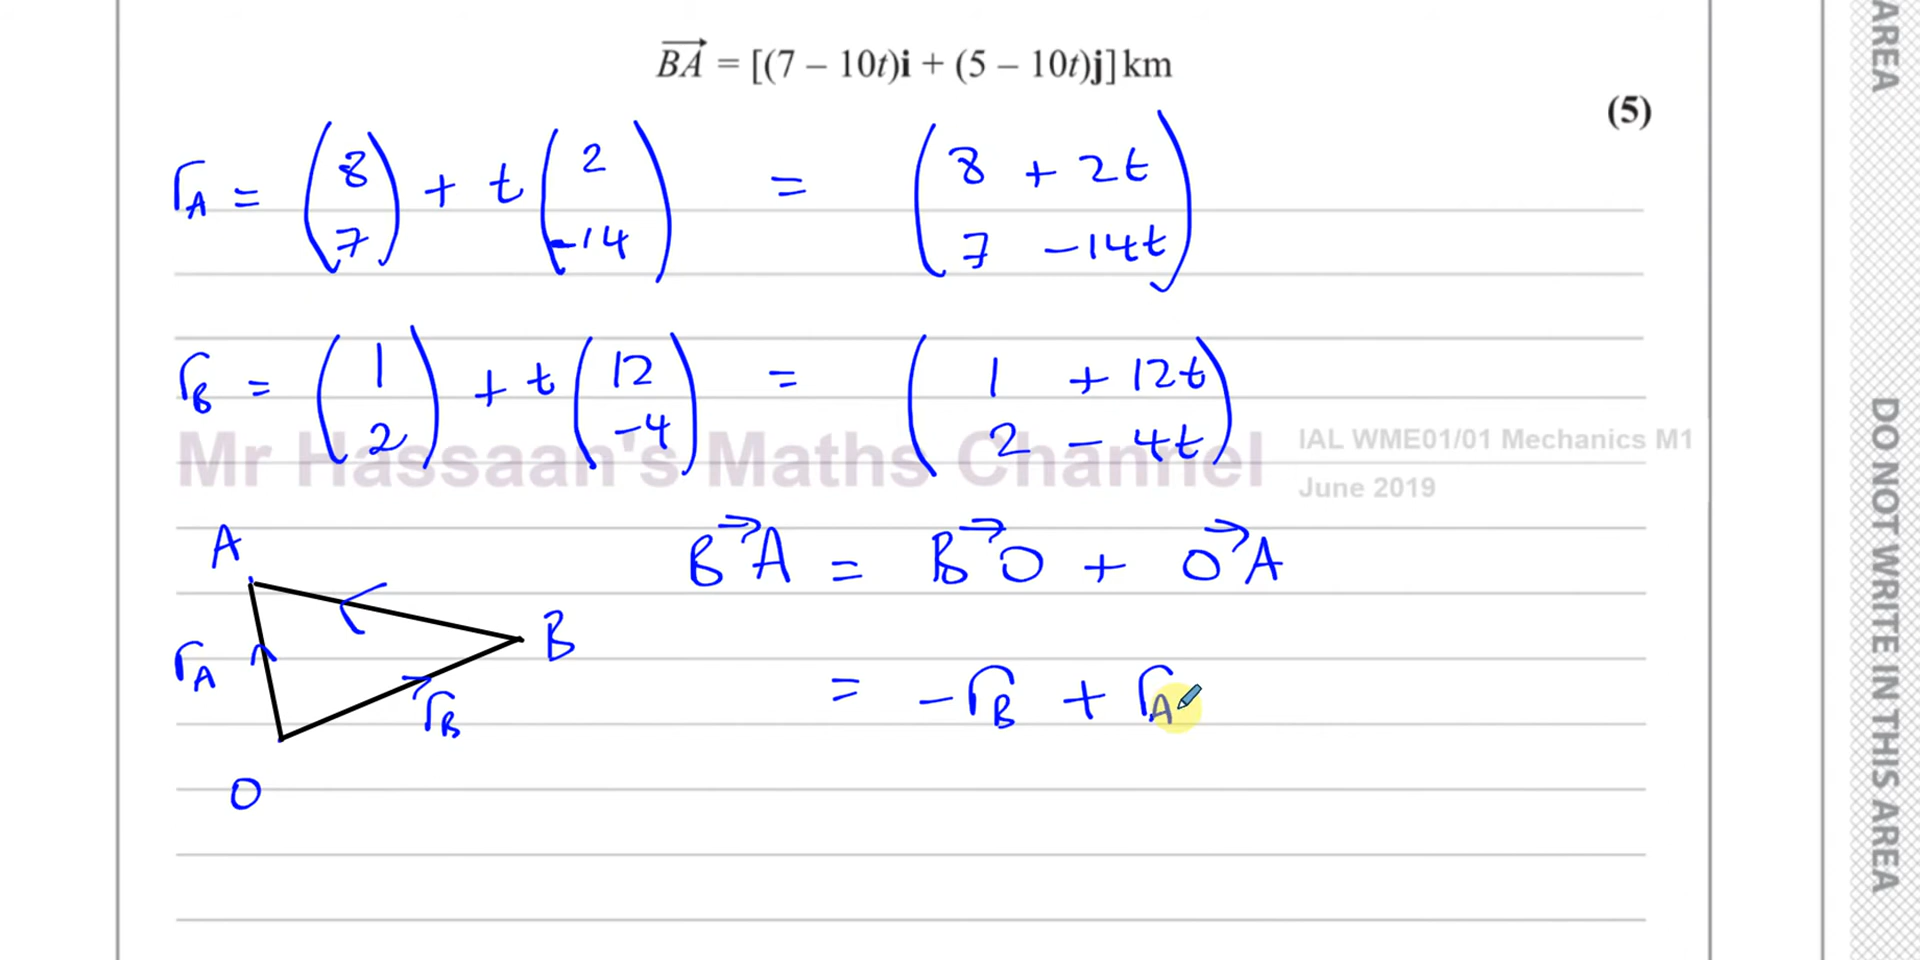 BA = [(7 – 10t)i + (5 – 10t)j] km
(5)
rA = (8 7) + t (2 -14) = (8 + 2t 7 - 14t)
rB = (1 2) + t (12 -4) = (1 + 12t 2 - 4t)
Mr Hassaan's Maths Channel
IAL WME01/01 Mechanics M1
June 2019
BA = BO + OA
= -rB + rA
A
B
rA
rB
O
AREA
DO NOT WRITE IN THIS AREA